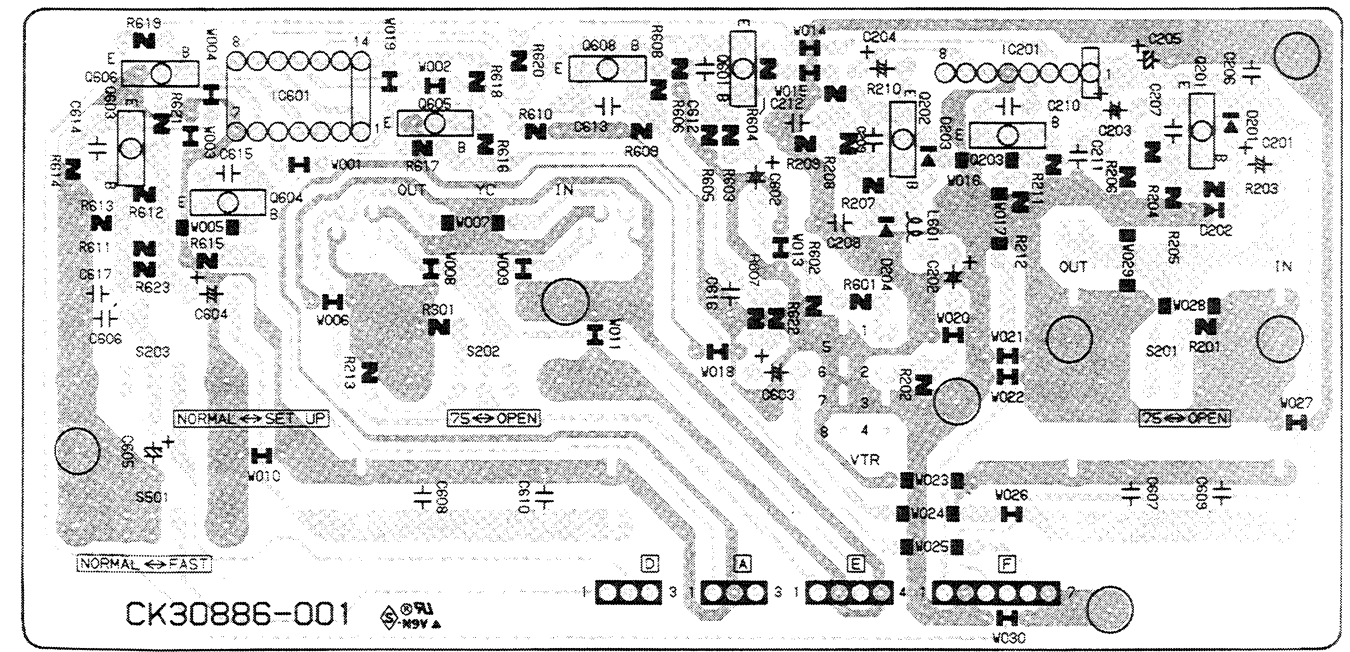 R619
W004
8
14
W019
E
Q606
B
IC601
7
1
W002
R618
R620
Q608
B
E
R608
E
Q601
B
W014
W015
C204
R210
8
IC201
1
C205
Q201
C206
C614
Q603
E
B
R621
W003
C615
W001
Q605
E
B
R617
R616
R610
C613
R609
R606
C612
R604
C212
R209
R208
Q202
E
B
D203
E
Q203
B
C210
C203
C207
C211
E
B
D201
C201
R614
R612
R613
Q604
E
B
W005
OUT
YC
IN
W007
R605
R603
C602
R207
C208
L601
W016
W017
R211
R206
R204
R203
C202
R611
R615
C617
R623
C604
C606
W008
W009
R607
W013
R602
C616
D204
C202
R212
OUT
W029
R205
IN
W006
R301
W011
R622
R601
W020
W021
W028
S203
S202
R213
W018
C603
1
5
6
2
7
3
8
4
VTR
R202
W022
S201
R201
NORMAL↔SET UP
75↔OPEN
75↔OPEN
W027
C605
W010
S501
C608
C610
W023
W024
W025
W026
C607
C609
NORMAL↔FAST
D
A
E
F
1
3
1
3
1
4
1
7
CK30886-001
S
®
N9V▲
W030